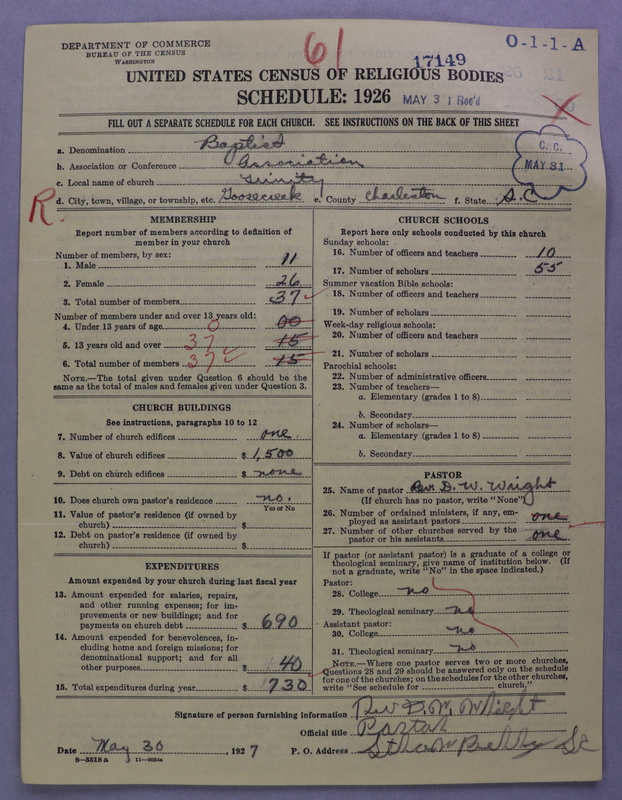 DEPARTMENT OF COMMERCE
BUREAU OF THE CENSUS
WASHINGTON
61
17149
O-1-1-A
UNITED STATES CENSUS OF RELIGIOUS BODIES
SCHEDULE: 1926
MAY 31 Rec'd
FILL OUT A SEPARATE SCHEDULE FOR EACH CHURCH. SEE INSTRUCTIONS ON THE BACK OF THIS SHEET
a. Denomination Baptist
b. Association or Conference Association
c. Local name of church Trinity
d. City, town, village, or township, etc. Goosecreek e. County Charleston f. State S.C
C. C.
MAY 31
R
MEMBERSHIP
Report number of members according to definition of
member in your church
Number of members, by sex:
1. Male 11
2. Female 26
3. Total number of members 37
Number of members under and over 13 years old:
4. Under 13 years of age 0 00
5. 13 years old and over 37 15
6. Total number of members 37 15
NOTE.—The total given under Question 6 should be the
same as the total of males and females given under Question 3.
CHURCH BUILDINGS
See instructions, paragraphs 10 to 12
7. Number of church edifices one
8. Value of church edifices $ 1,500
9. Debt on church edifices $ none
10. Does church own pastor's residence no.
Yes or No
11. Value of pastor's residence (if owned by
church) $
12. Debt on pastor's residence (if owned by
church) $
EXPENDITURES
Amount expended by your church during last fiscal year
13. Amount expended for salaries, repairs,
and other running expenses; for im-
provements or new buildings; and for
payments on church debt $ 690
14. Amount expended for benevolences, in-
cluding home and foreign missions; for
denominational support; and for all
other purposes $ 40
15. Total expenditures during year $ 730
CHURCH SCHOOLS
Report here only schools conducted by this church
Sunday schools:
16. Number of officers and teachers 10
17. Number of scholars 55
Summer vacation Bible schools:
18. Number of officers and teachers
19. Number of scholars
Week-day religious schools:
20. Number of officers and teachers
21. Number of scholars
Parochial schools:
22. Number of administrative officers
23. Number of teachers—
a. Elementary (grades 1 to 8)
b. Secondary
24. Number of scholars—
a. Elementary (grades 1 to 8)
b. Secondary
PASTOR
25. Name of pastor Rev. D. W. Wright
(If church has no pastor, write "None")
26. Number of ordained ministers, if any, em-
ployed as assistant pastors one
27. Number of other churches served by the
pastor or his assistants one
If pastor (or assistant pastor) is a graduate of a college or
theological seminary, give name of institution below. (If
not a graduate, write "No" in the space indicated.)
Pastor:
28. College no
29. Theological seminary no
Assistant pastor:
30. College no
31. Theological seminary no
NOTE.—Where one pastor serves two or more churches,
Questions 28 and 29 should be answered only on the schedule
for one of the churches; on the schedules for the other churches,
write "See schedule for church."
Signature of person furnishing information Rev D. W. Wright
Official title Pastor
Date May 30, 1927 P. O. Address Sc
8-5518 a